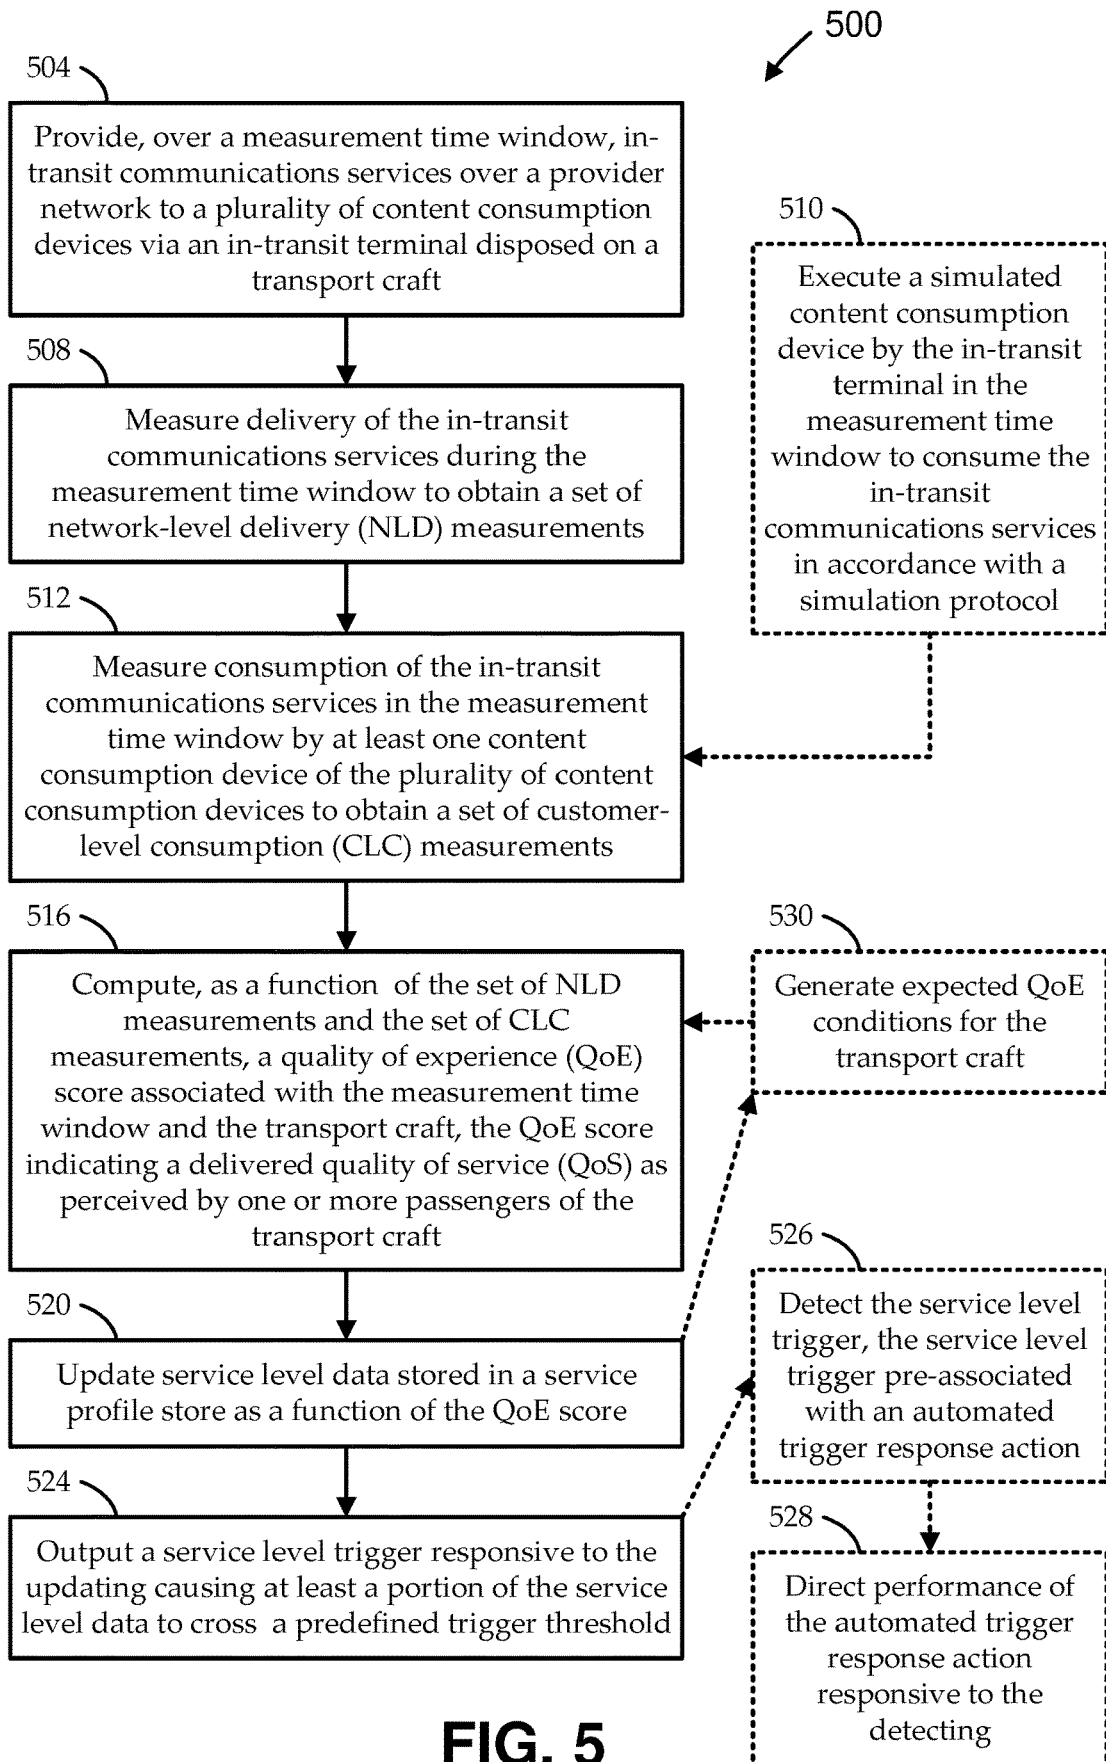 500
504
Provide, over a measurement time window, in-
transit communications services over a provider
network to a plurality of content consumption
devices via an in-transit terminal disposed on a
transport craft
508
Measure delivery of the in-transit
communications services during the
measurement time window to obtain a set of
network-level delivery (NLD) measurements
510
Execute a simulated
content consumption
device by the in-transit
terminal in the
measurement time
window to consume the
in-transit
communications services
in accordance with a
simulation protocol
512
Measure consumption of the in-transit
communications services in the measurement
time window by at least one content
consumption device of the plurality of content
consumption devices to obtain a set of customer-
level consumption (CLC) measurements
516
Compute, as a function of the set of NLD
measurements and the set of CLC
measurements, a quality of experience (QoE)
score associated with the measurement time
window and the transport craft, the QoE score
indicating a delivered quality of service (QoS) as
perceived by one or more passengers of the
transport craft
530
Generate expected QoE
conditions for the
transport craft
520
Update service level data stored in a service
profile store as a function of the QoE score
524
Output a service level trigger responsive to the
updating causing at least a portion of the service
level data to cross a predefined trigger threshold
526
Detect the service level
trigger, the service level
trigger pre-associated
with an automated
trigger response action
528
Direct performance of
the automated trigger
response action
responsive to the
detecting
FIG. 5